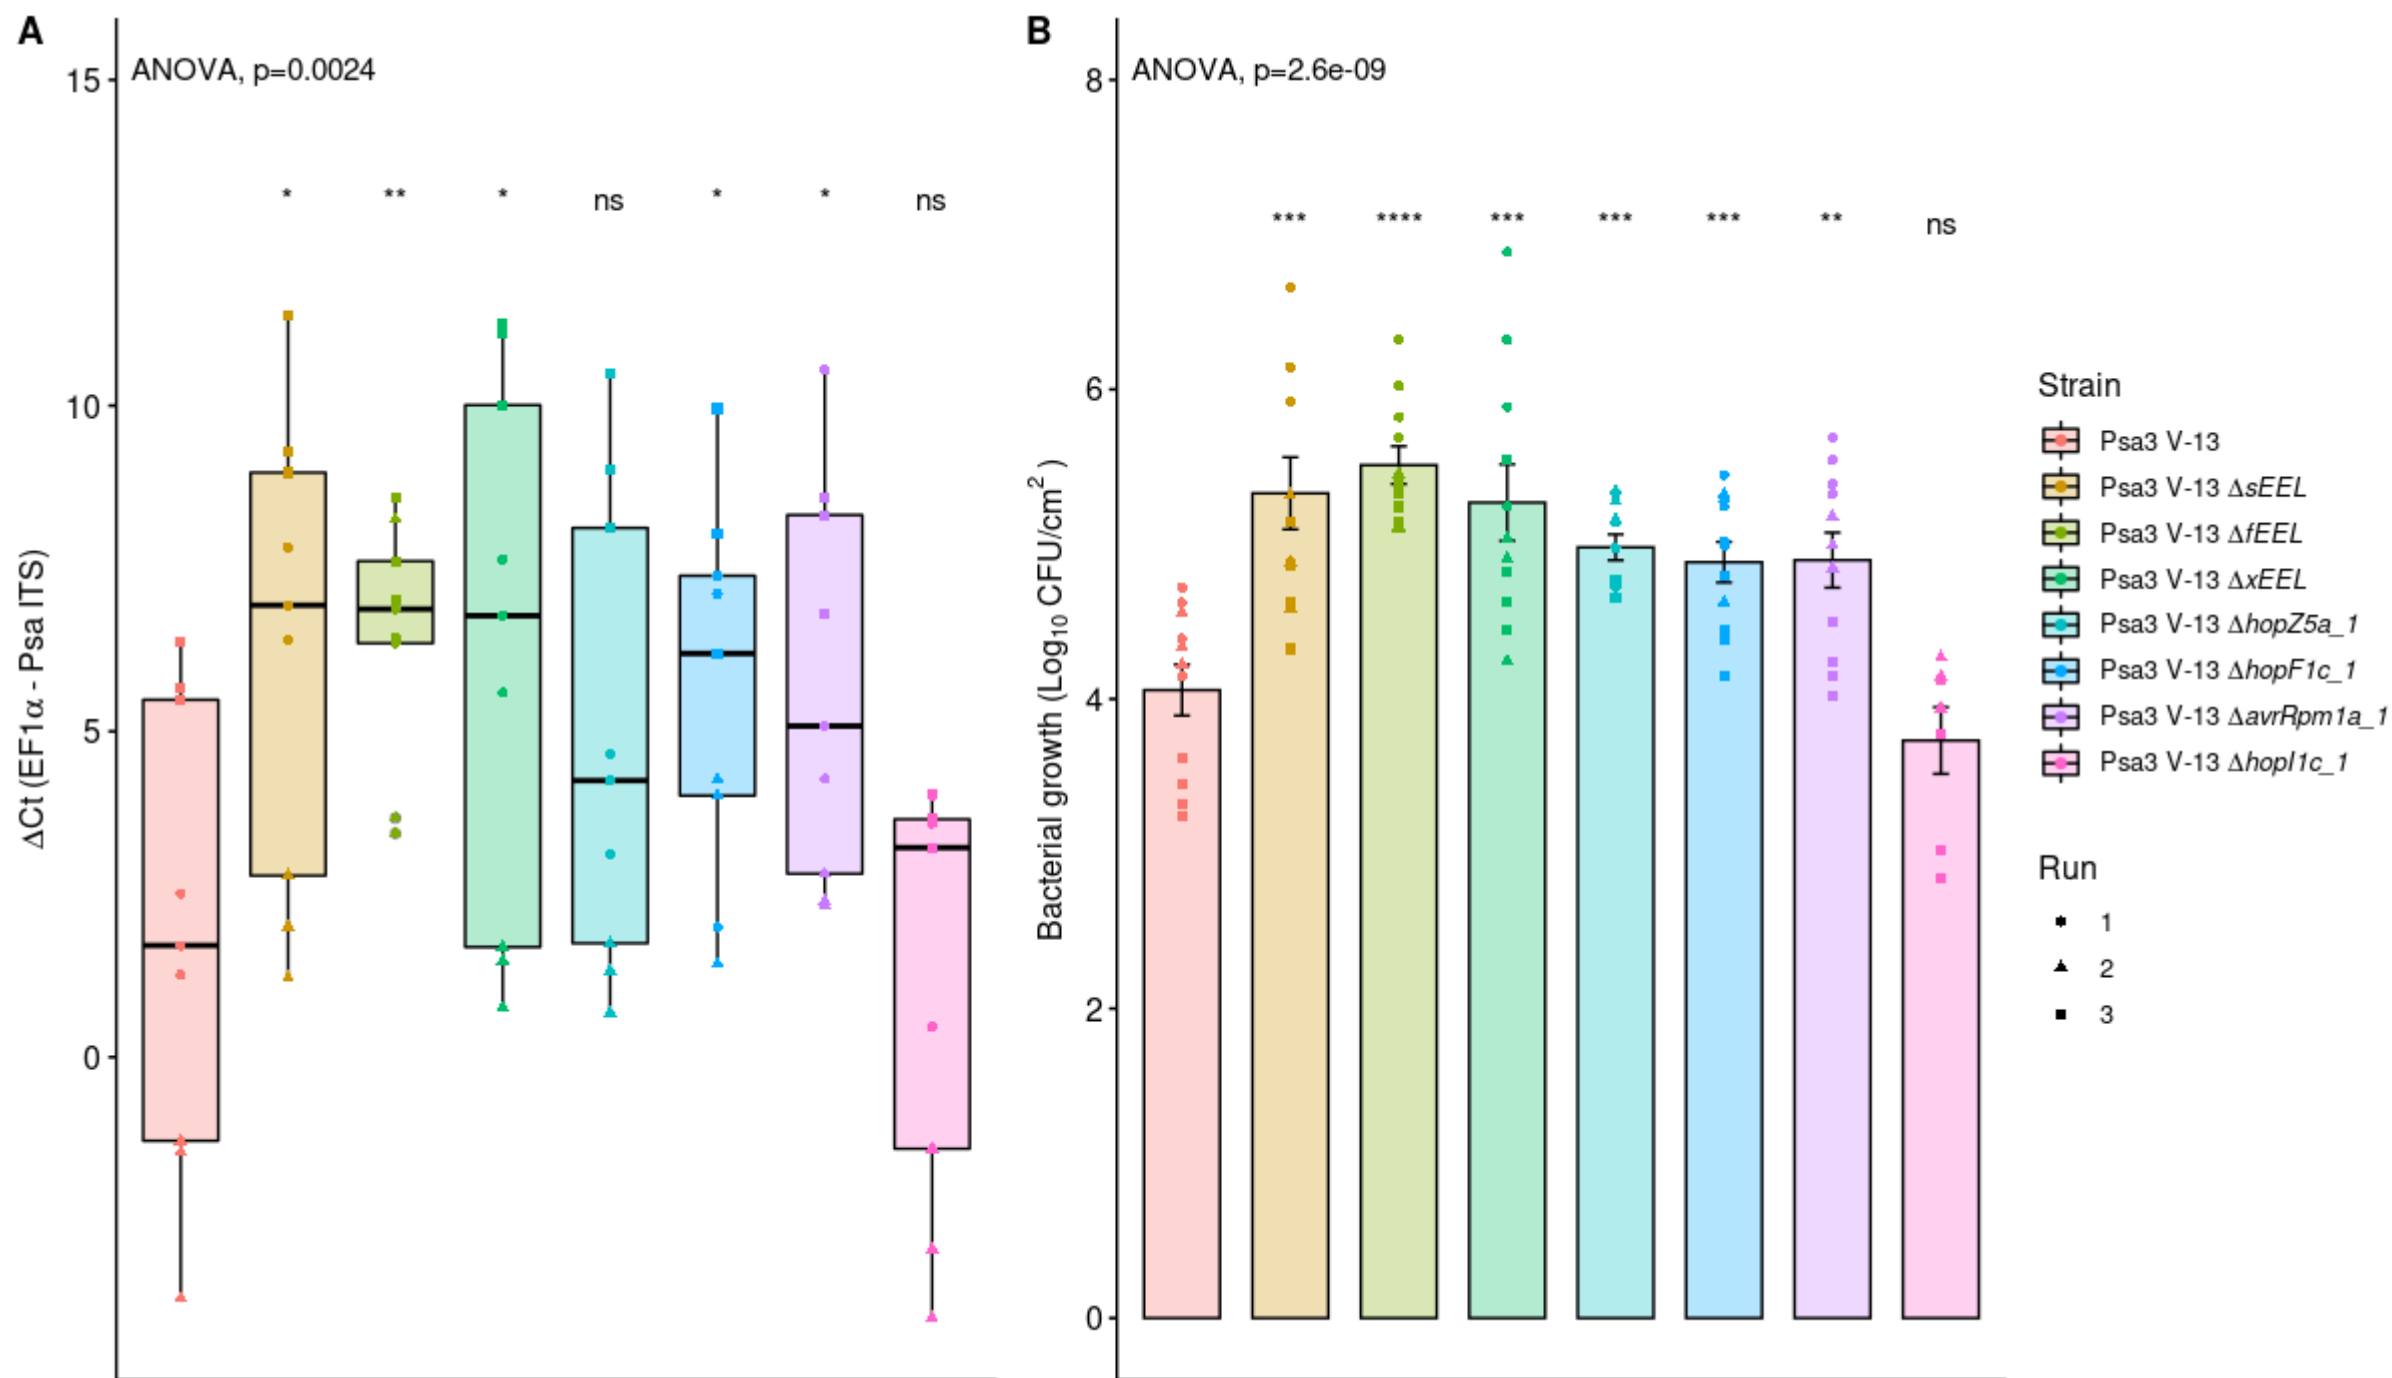 A
ANOVA, p=0.0024
15
10
5
0
ΔCt (EF1α - Psa ITS)
* ** * ns * * ns
B
ANOVA, p=2.6e-09
8
6
4
2
0
Bacterial growth (Log10 CFU/cm2)
*** **** *** *** *** ** ns
Strain
Psa3 V-13
Psa3 V-13 ΔsEEL
Psa3 V-13 ΔfEEL
Psa3 V-13 ΔxEEL
Psa3 V-13 ΔhopZ5a_1
Psa3 V-13 ΔhopF1c_1
Psa3 V-13 ΔavrRpm1a_1
Psa3 V-13 ΔhopI1c_1
Run
1
2
3